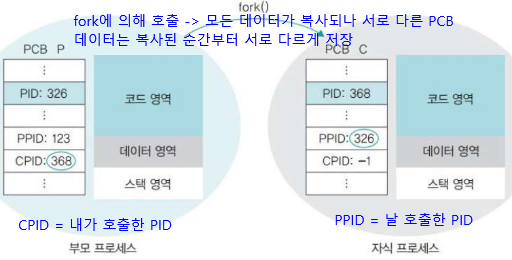 fork()
fork에 의해 호출 -> 모든 데이터가 복사되나 서로 다른 PCB
데이터는 복사된 순간부터 서로 다르게 저장
PCB P
⋮
PID: 326
⋮
PPID: 123
CPID: 368
⋮
코드 영역
데이터 영역
스택 영역
CPID = 내가 호출한 PID
부모 프로세스
PCB C
⋮
PID: 368
⋮
PPID: 326
CPID: −1
⋮
코드 영역
데이터 영역
스택 영역
PPID = 날 호출한 PID
자식 프로세스